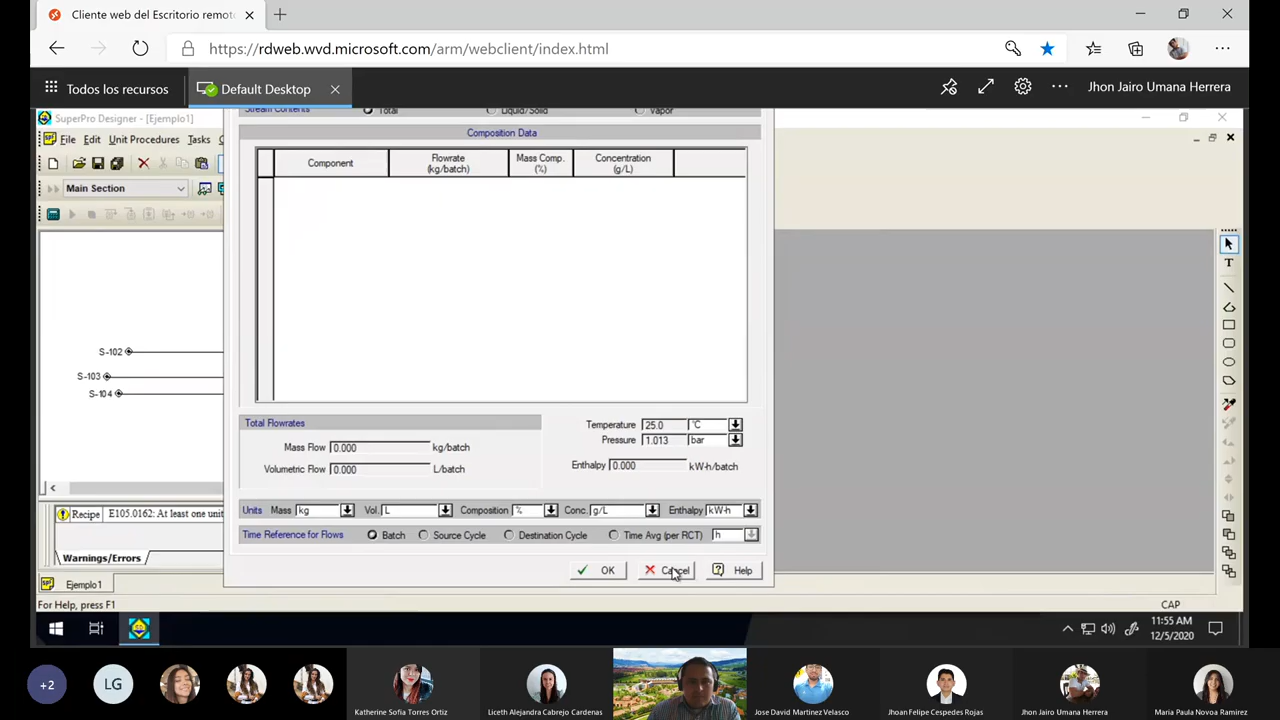 Cliente web del Escritorio remoto
https://rdweb.wvd.microsoft.com/arm/webclient/index.html
Todos los recursos
Default Desktop
Jhon Jairo Umana Herrera
SuperPro Designer - [Ejemplo1]
File Edit Unit Procedures Tasks
Main Section
Stream Contents Total Liquid/Solid Vapor
Composition Data
Component
Flowrate
(kg/batch)
Mass Comp.
(%)
Concentration
(g/L)
S-102
S-103
S-104
Total Flowrates
Mass Flow 0.000 kg/batch
Volumetric Flow 0.000 L/batch
Temperature 25.0 °C
Pressure 1.013 bar
Enthalpy 0.000 kW-h/batch
Units Mass kg Vol. L Composition % Conc. g/L Enthalpy kW-h
Time Reference for Flows Batch Source Cycle Destination Cycle Time Avg (per RCT) h
OK Cancel Help
Recipe E105.0162: At least one unit
Warnings/Errors
Ejemplo1
For Help, press F1
CAP
11:55 AM
12/5/2020
+2
LG
Katherine Sofia Torres Ortiz
Liceth Alejandra Cabrejo Cardenas
Jose David Martinez Velasco
Jhoan Felipe Cespedes Rojas
Jhon Jairo Umana Herrera
Maria Paula Novoa Ramirez